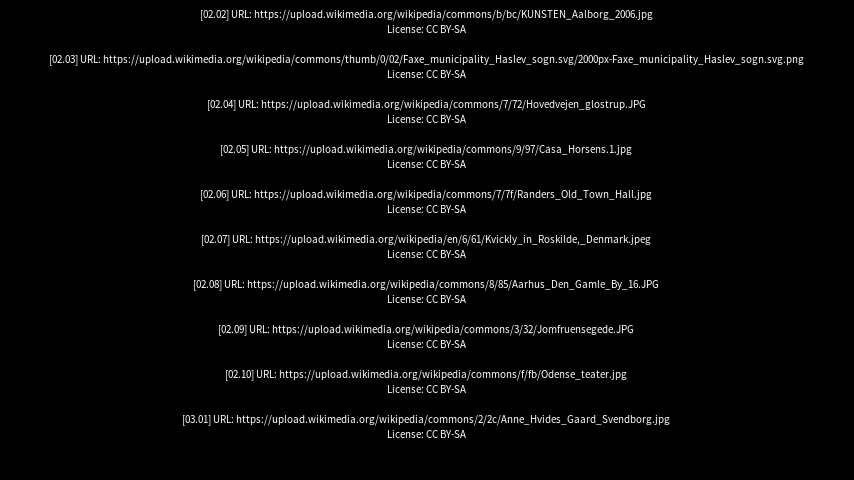 [02.02] URL: https://upload.wikimedia.org/wikipedia/commons/b/bc/KUNSTEN_Aalborg_2006.jpg
License: CC BY-SA
[02.03] URL: https://upload.wikimedia.org/wikipedia/commons/thumb/0/02/Faxe_municipality_Haslev_sogn.svg/2000px-Faxe_municipality_Haslev_sogn.svg.png
License: CC BY-SA
[02.04] URL: https://upload.wikimedia.org/wikipedia/commons/7/72/Hovedvejen_glostrup.JPG
License: CC BY-SA
[02.05] URL: https://upload.wikimedia.org/wikipedia/commons/9/97/Casa_Horsens.1.jpg
License: CC BY-SA
[02.06] URL: https://upload.wikimedia.org/wikipedia/commons/7/7f/Randers_Old_Town_Hall.jpg
License: CC BY-SA
[02.07] URL: https://upload.wikimedia.org/wikipedia/en/6/61/Kvickly_in_Roskilde,_Denmark.jpeg
License: CC BY-SA
[02.08] URL: https://upload.wikimedia.org/wikipedia/commons/8/85/Aarhus_Den_Gamle_By_16.JPG
License: CC BY-SA
[02.09] URL: https://upload.wikimedia.org/wikipedia/commons/3/32/Jomfruensegede.JPG
License: CC BY-SA
[02.10] URL: https://upload.wikimedia.org/wikipedia/commons/f/fb/Odense_teater.jpg
License: CC BY-SA
[03.01] URL: https://upload.wikimedia.org/wikipedia/commons/2/2c/Anne_Hvides_Gaard_Svendborg.jpg
License: CC BY-SA